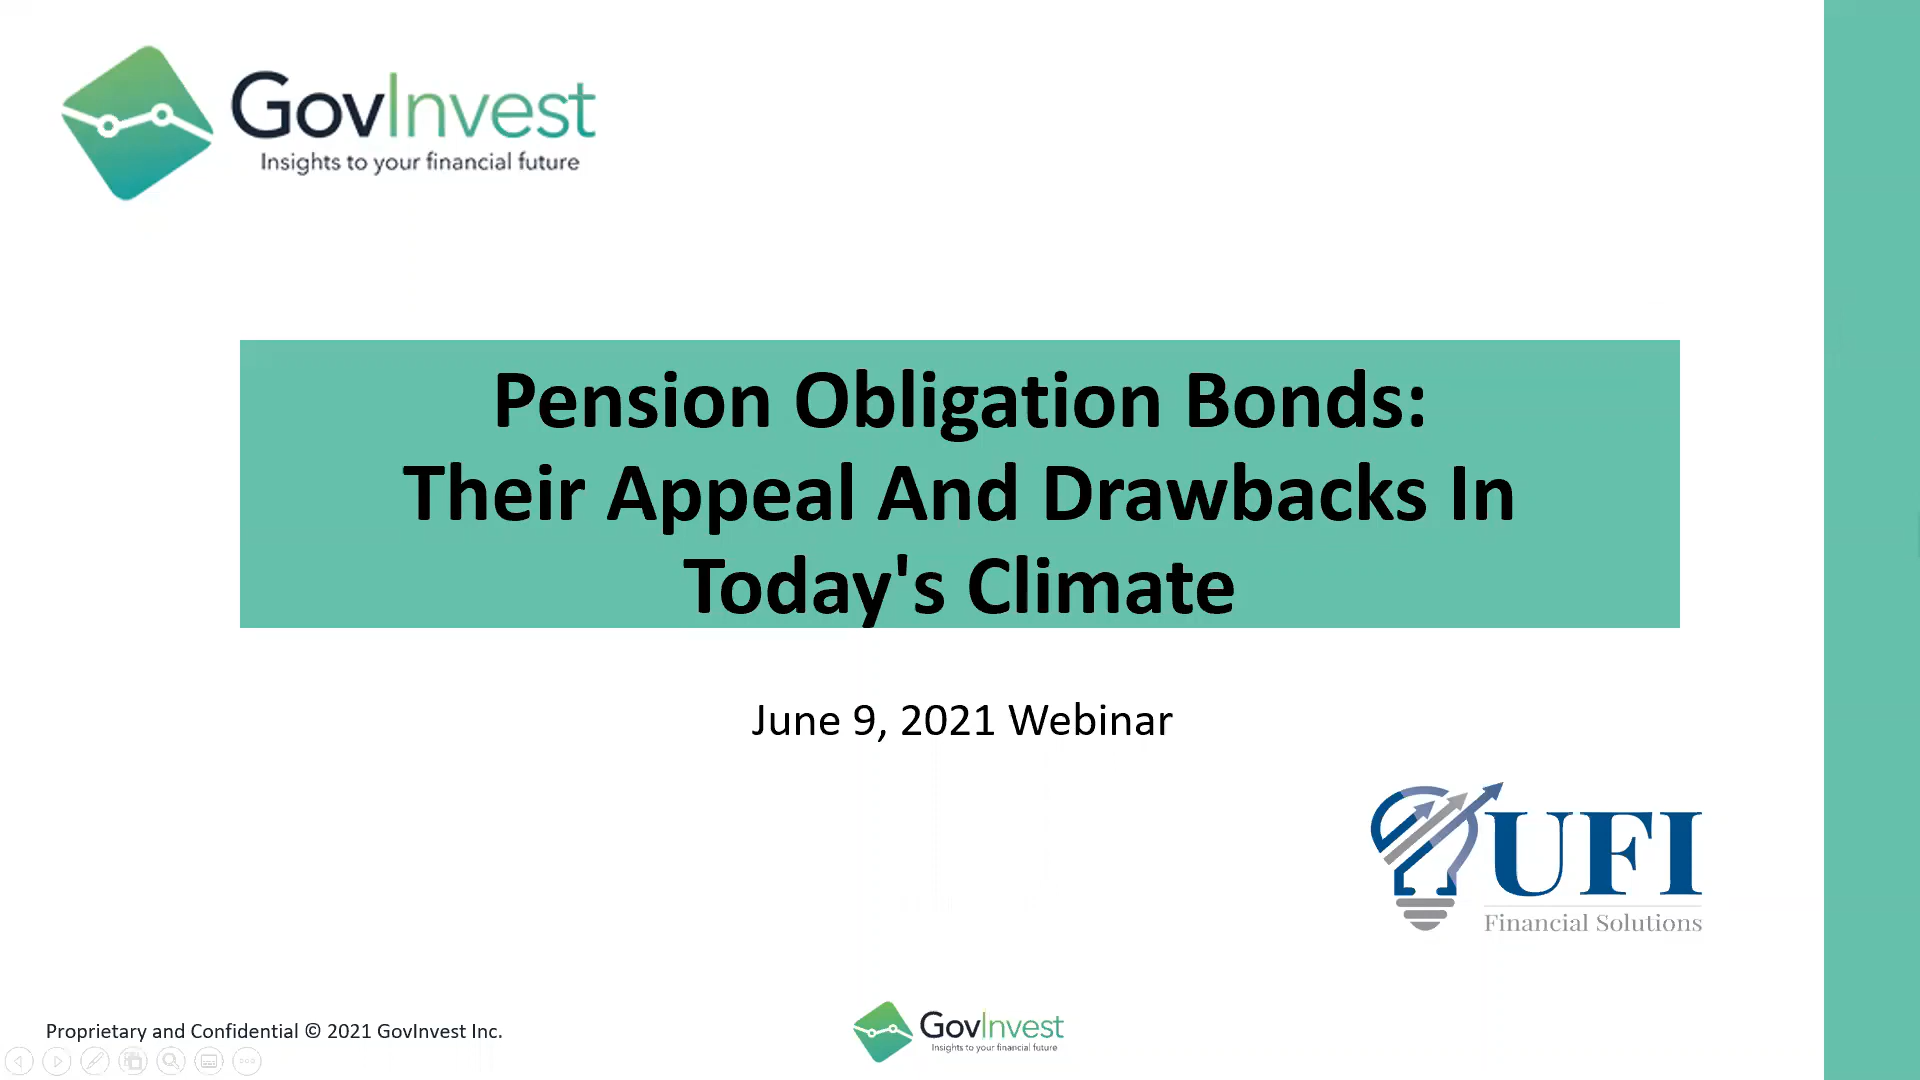 GovInvest
Insights to your financial future
Pension Obligation Bonds:
Their Appeal And Drawbacks In
Today's Climate
June 9, 2021 Webinar
UFI
Financial Solutions
Proprietary and Confidential © 2021 GovInvest Inc.
GovInvest
Insights to your financial future